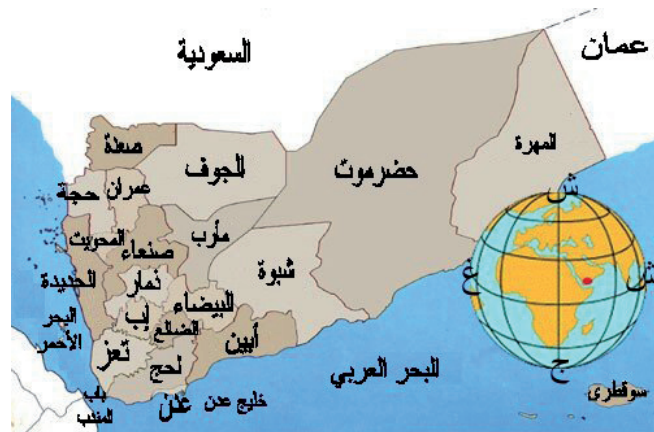 السعودية
عمان
صعدة
الجوف
حضرموت
المهرة
حجة
عمران
المحويت
صنعاء
مأرب
شبوة
الحديدة
ذمار
البيضاء
إب
الضالع
أبين
البحر
الأحمر
تعز
لحج
باب
المندب
عدن
خليج عدن
البحر العربي
سوقطرى
ش
غ
ش
ج